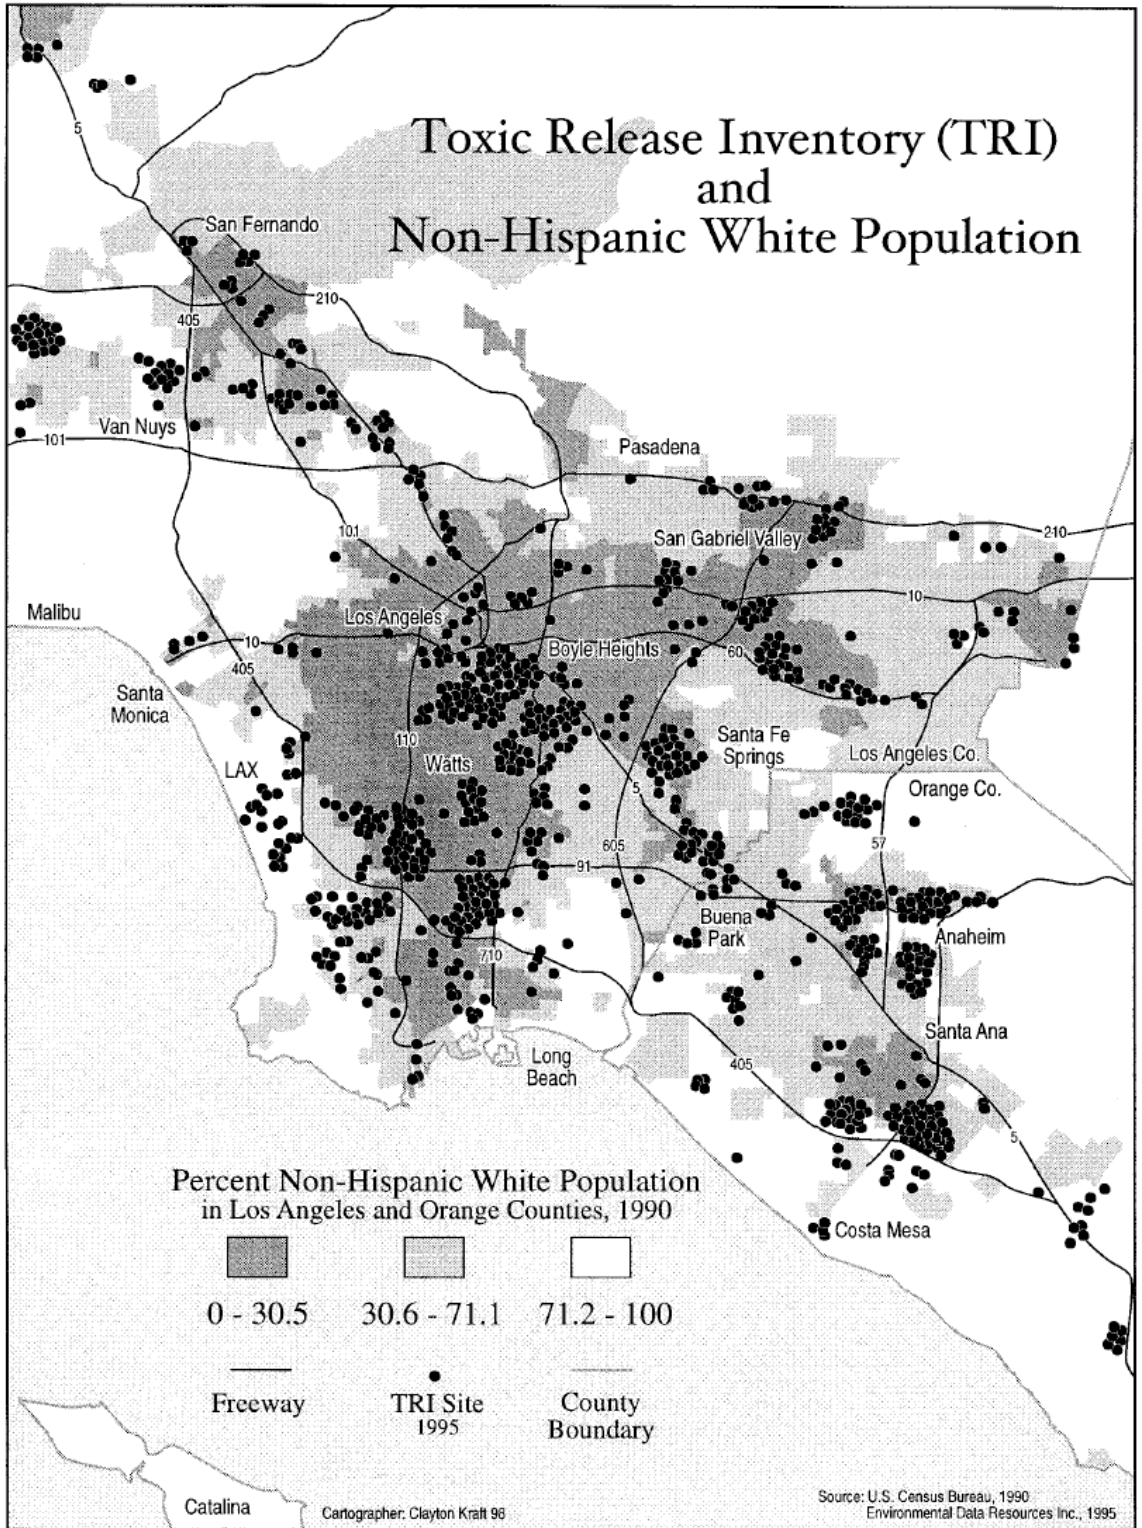 Toxic Release Inventory (TRI)
and
Non-Hispanic White Population
5
San Fernando
210
405
Van Nuys
101
Pasadena
101
San Gabriel Valley
210
Malibu
Los Angeles
10
10
Boyle Heights
60
405
Santa
Monica
110
Watts
Santa Fe
Springs
Los Angeles Co.
LAX
Orange Co.
5
605
57
91
Buena
Park
Anaheim
710
Santa Ana
Long
Beach
405
5
Costa Mesa
Percent Non-Hispanic White Population
in Los Angeles and Orange Counties, 1990
0 - 30.5
30.6 - 71.1
71.2 - 100
Freeway
TRI Site
1995
County
Boundary
Catalina
Cartographer: Clayton Kraft 98
Source: U.S. Census Bureau, 1990
Environmental Data Resources Inc., 1995